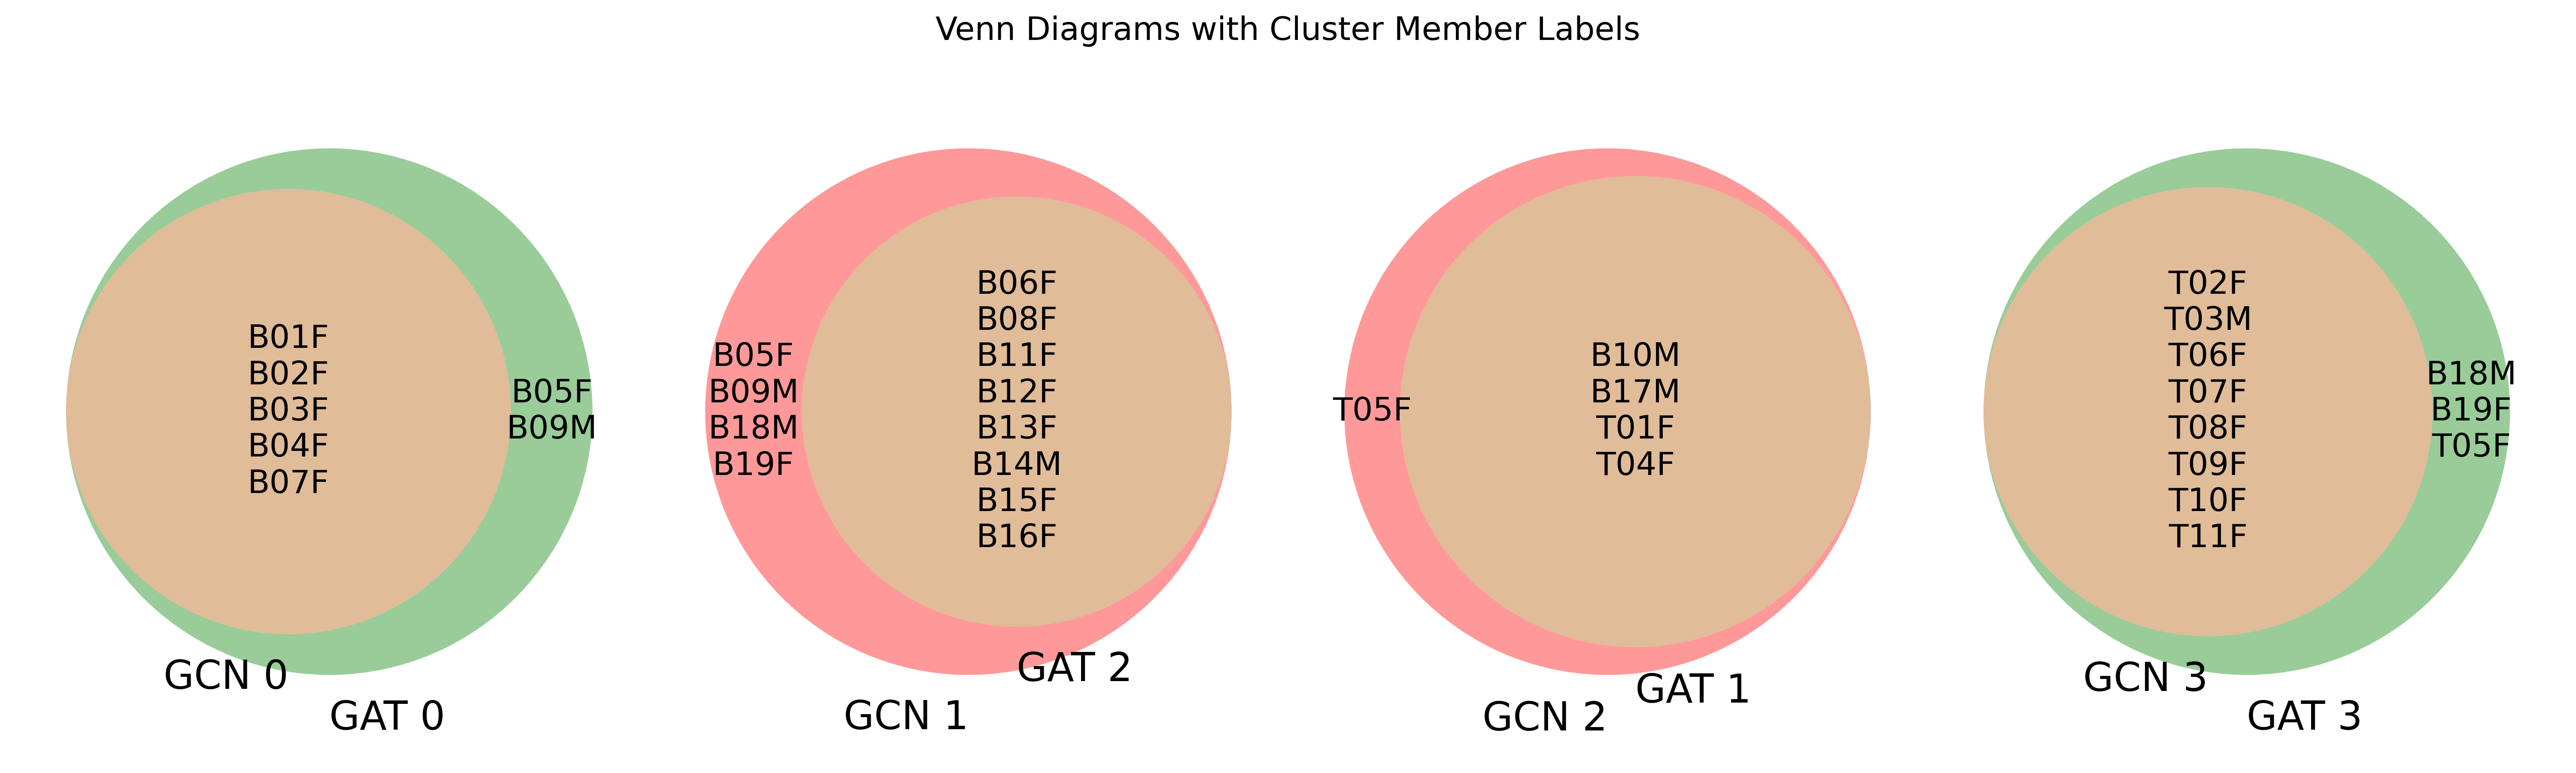 Venn Diagrams with Cluster Member Labels
B01F
B02F
B03F
B04F
B07F
B05F
B09M
GCN 0
GAT 0
B05F
B09M
B18M
B19F
B06F
B08F
B11F
B12F
B13F
B14M
B15F
B16F
GAT 2
GCN 1
T05F
B10M
B17M
T01F
T04F
GAT 1
GCN 2
T02F
T03M
T06F
T07F
T08F
T09F
T10F
T11F
B18M
B19F
T05F
GCN 3
GAT 3